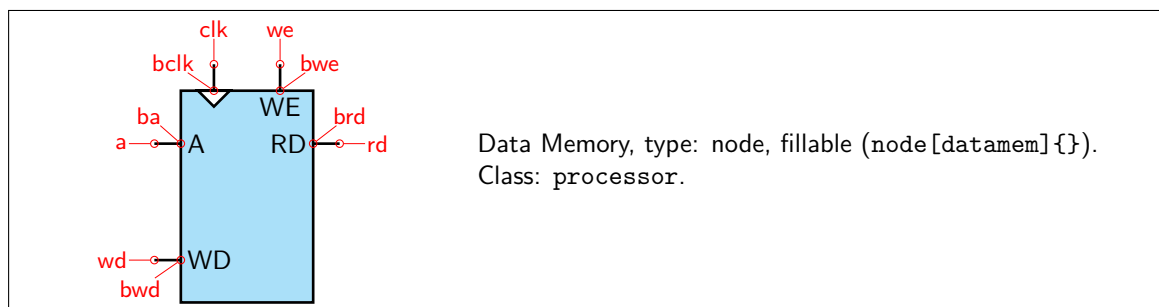 clk we
bclk bwe
WE
ba brd
a A RD rd
Data Memory, type: node, fillable (node[datamem]{}).
Class: processor.
wd WD
bwd